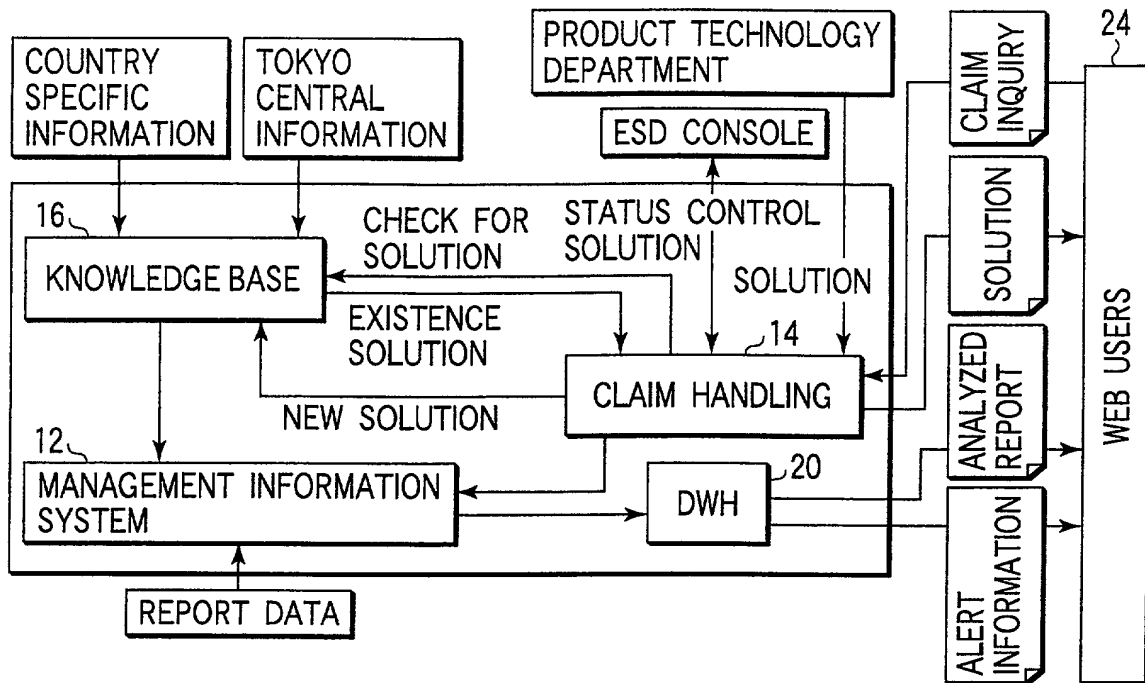 COUNTRY
SPECIFIC
INFORMATION
TOKYO
CENTRAL
INFORMATION
PRODUCT TECHNOLOGY
DEPARTMENT
ESD CONSOLE
CLAIM
INQUIRY
24
16
KNOWLEDGE BASE
CHECK FOR
SOLUTION
STATUS CONTROL
SOLUTION
SOLUTION
SOLUTION
EXISTENCE
SOLUTION
14
CLAIM HANDLING
NEW SOLUTION
ANALYZED
REPORT
WEB USERS
12
MANAGEMENT INFORMATION
SYSTEM
20
DWH
ALERT
INFORMATION
REPORT DATA